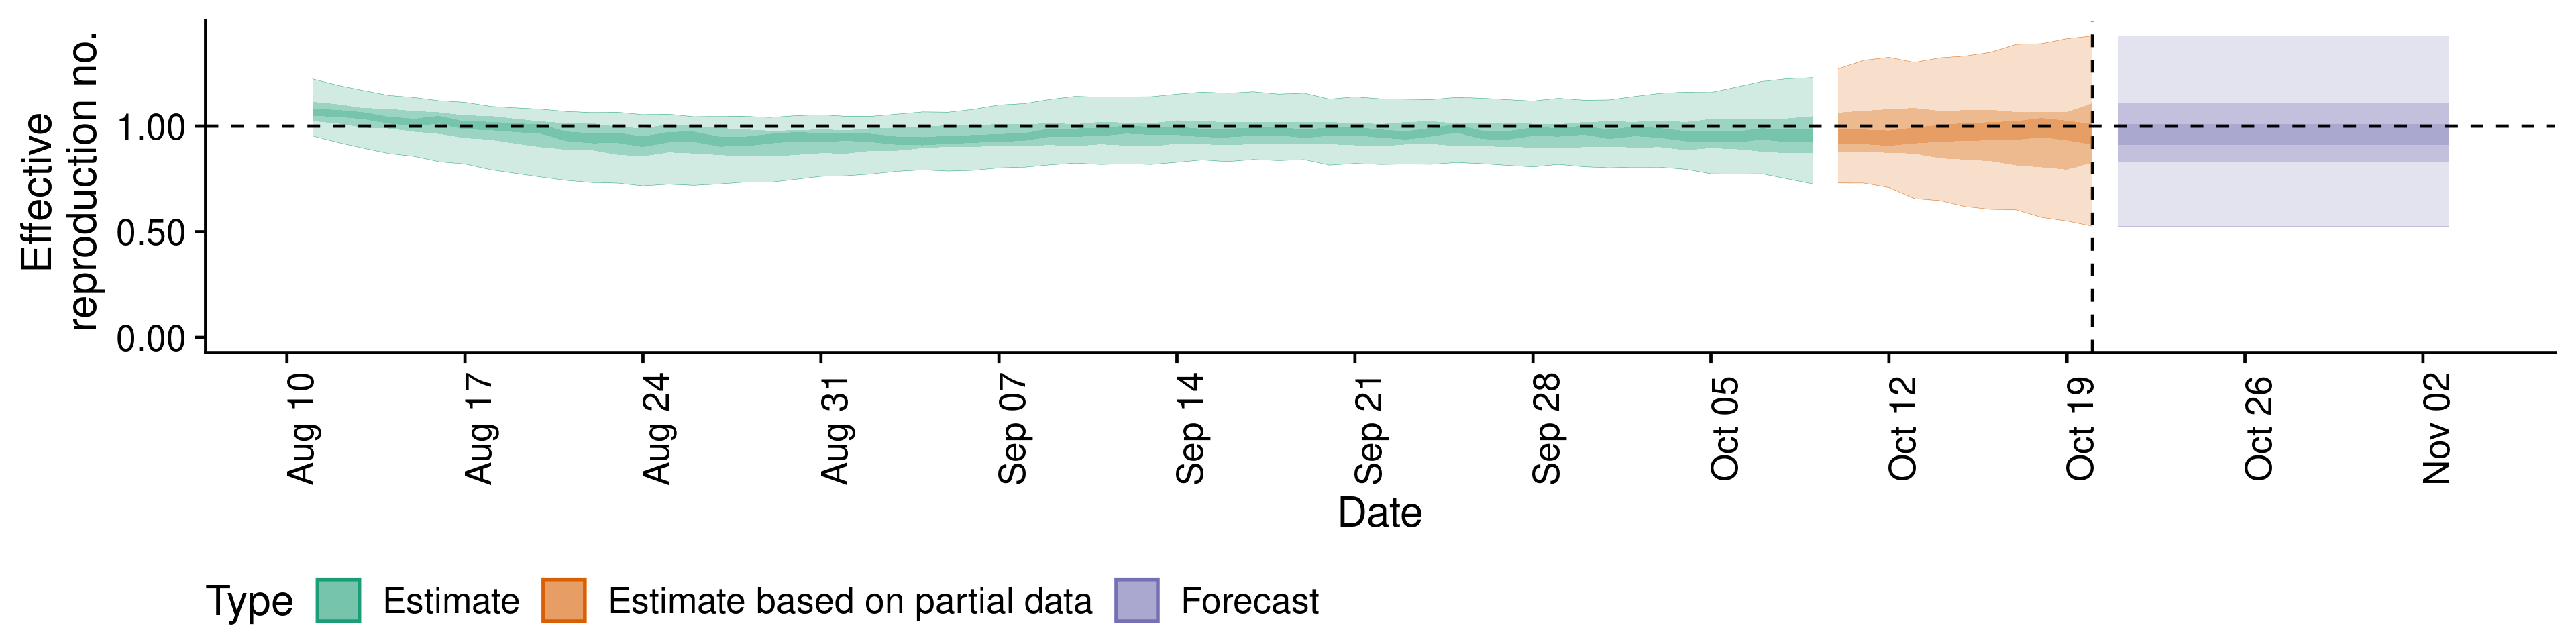 Effective
reproduction no.
1.00
0.50
0.00
Aug 10
Aug 17
Aug 24
Aug 31
Sep 07
Sep 14
Sep 21
Sep 28
Oct 05
Oct 12
Oct 19
Oct 26
Nov 02
Date
Type Estimate Estimate based on partial data Forecast